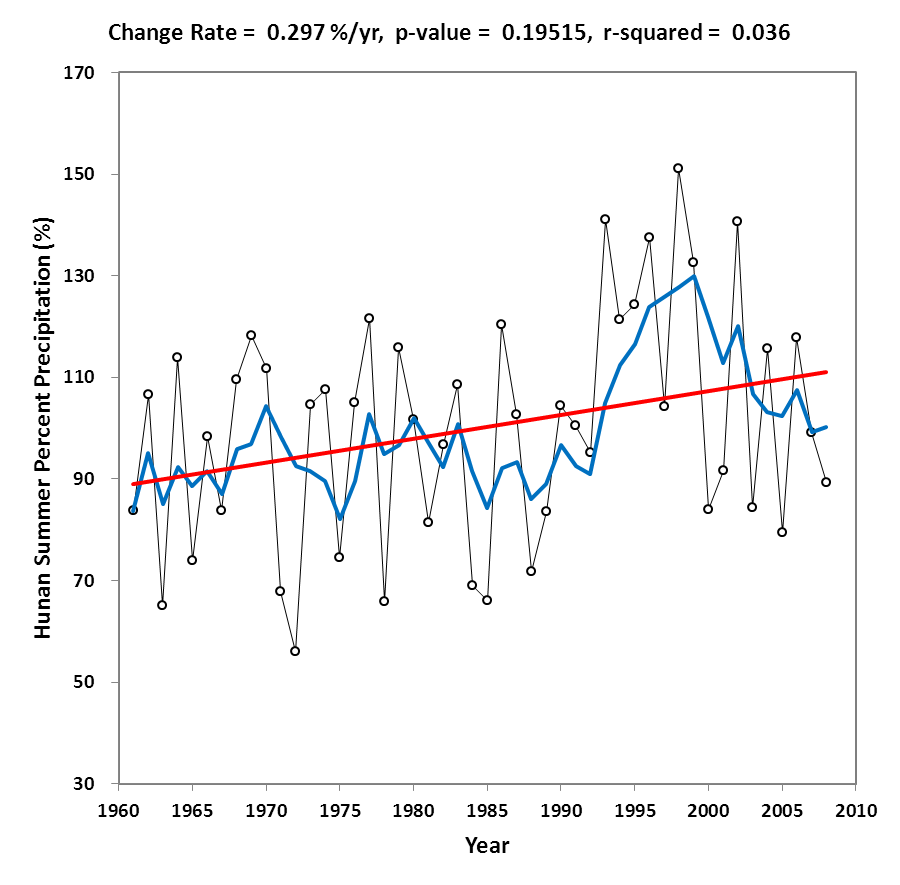 Change Rate = 0.297 %/yr, p-value = 0.19515, r-squared = 0.036
Hunan Summer Percent Precipitation (%)
170
150
130
110
90
70
50
30
1960 1965 1970 1975 1980 1985 1990 1995 2000 2005 2010
Year